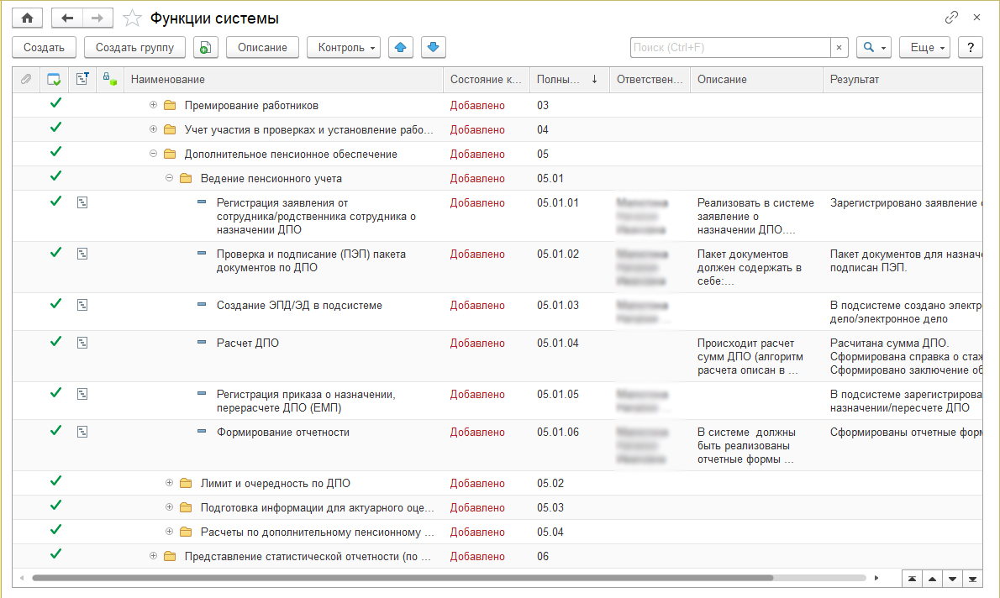 Функции системы
Создать
Создать группу
Описание
Контроль
Поиск (Ctrl+F)
×
Еще
?
Наименование
Состояние к...
Полны... ↓
Ответствен...
Описание
Результат
Премирование работников
Добавлено
03
Учет участия в проверках и установление рабо...
Добавлено
04
Дополнительное пенсионное обеспечение
Добавлено
05
Ведение пенсионного учета
Добавлено
05.01
Регистрация заявления от
сотрудника/родственника сотрудника о
назначении ДПО
Добавлено
05.01.01
Реализовать в системе
заявление о
назначении ДПО....
Зарегистрировано заявление
Проверка и подписание (ПЭП) пакета
документов по ДПО
Добавлено
05.01.02
Пакет документов
должен содержать в
себе:...
Пакет документов для назначе
подписан ПЭП.
Создание ЭПД/ЭД в подсистеме
Добавлено
05.01.03
В подсистеме создано электро
дело/электронное дело
Расчет ДПО
Добавлено
05.01.04
Происходит расчет
сумм ДПО (алгоритм
расчета описан в ...
Расчитана сумма ДПО.
Сформирована справка о стаж
Сформировано заключение об
Регистрация приказа о назначении,
перерасчете ДПО (ЕМП)
Добавлено
05.01.05
В подсистеме зарегистрирова
назначении/пересчете ДПО
Формирование отчетности
Добавлено
05.01.06
В системе должны
быть реализованы
отчетные формы ...
Сформированы отчетные форм
Лимит и очередность по ДПО
Добавлено
05.02
Подготовка информации для актуарного оце...
Добавлено
05.03
Расчеты по дополнительному пенсионному ...
Добавлено
05.04
Представление статистической отчетности (по ...
Добавлено
06